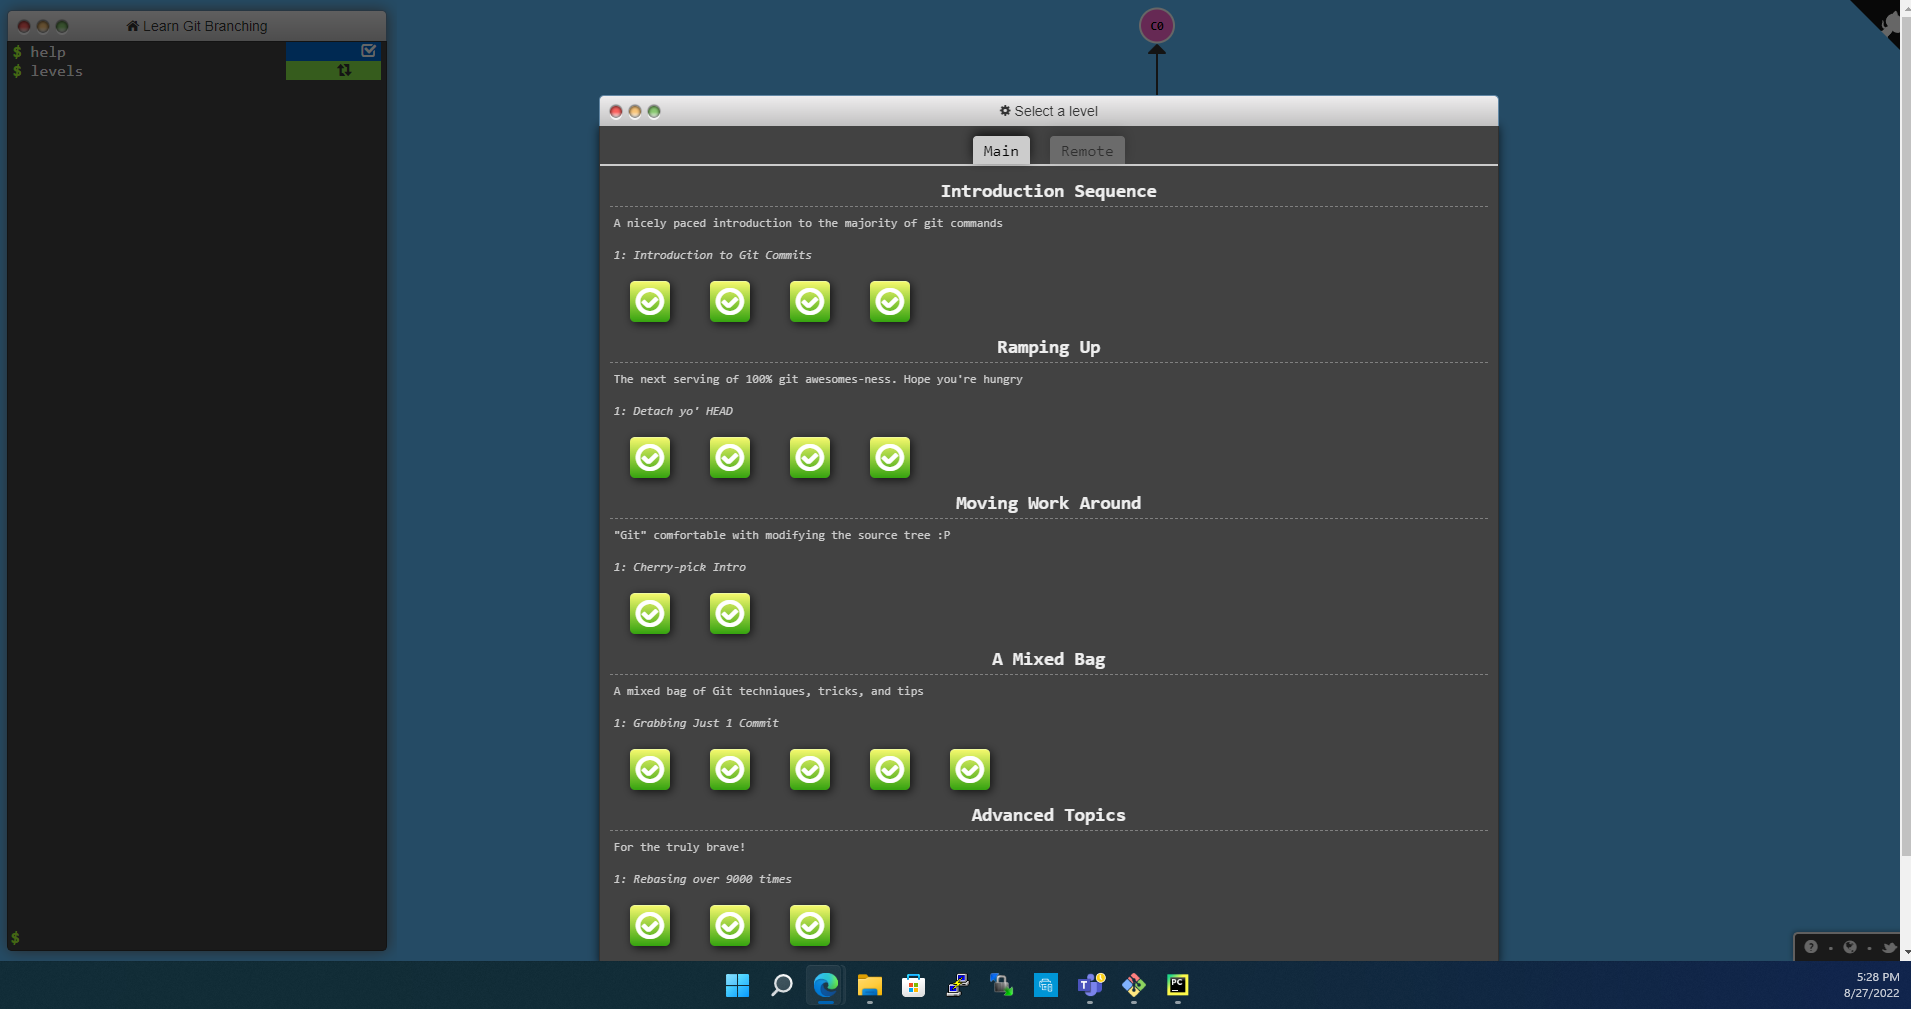 Learn Git Branching
$ help
$ levels
$
C0
Select a level
Main
Remote
Introduction Sequence
A nicely paced introduction to the majority of git commands
1: Introduction to Git Commits
Ramping Up
The next serving of 100% git awesomes-ness. Hope you're hungry
1: Detach yo' HEAD
Moving Work Around
"Git" comfortable with modifying the source tree :P
1: Cherry-pick Intro
A Mixed Bag
A mixed bag of Git techniques, tricks, and tips
1: Grabbing Just 1 Commit
Advanced Topics
For the truly brave!
1: Rebasing over 9000 times
PC
5:28 PM
8/27/2022